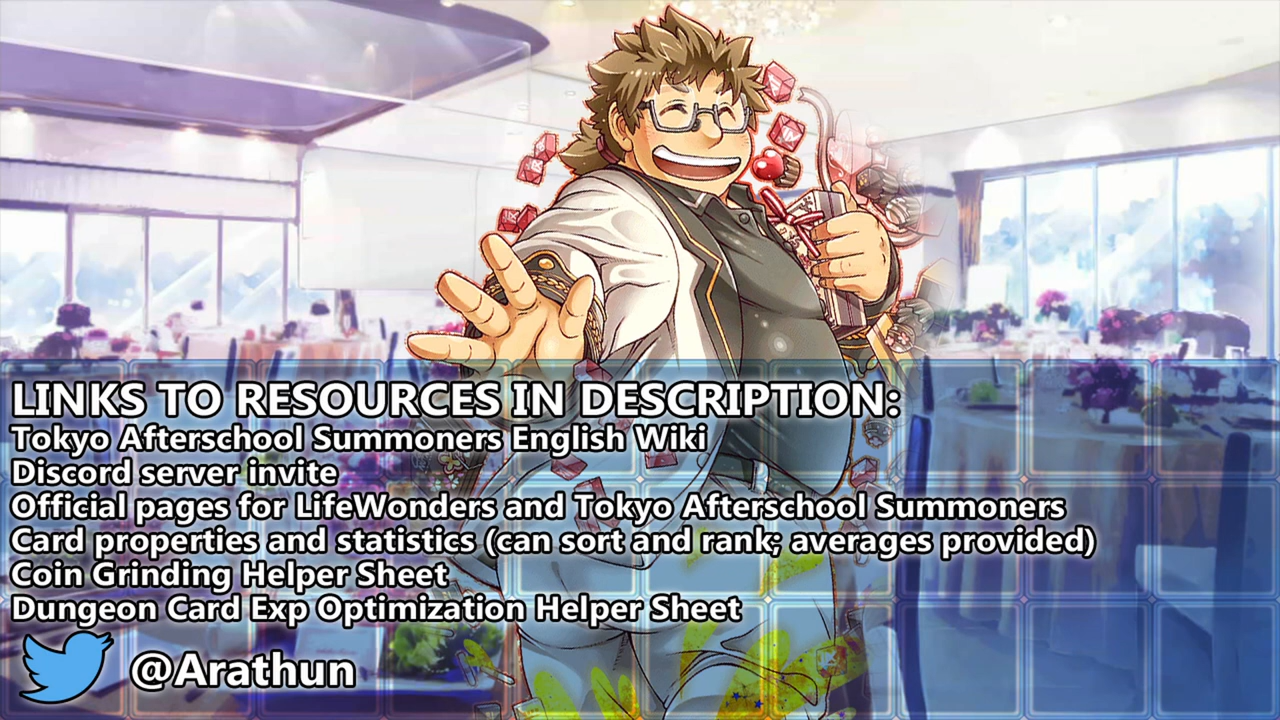 LINKS TO RESOURCES IN DESCRIPTION:
Tokyo Afterschool Summoners English Wiki
Discord server invite
Official pages for LifeWonders and Tokyo Afterschool Summoners
Card properties and statistics (can sort and rank; averages provided)
Coin Grinding Helper Sheet
Dungeon Card Exp Optimization Helper Sheet
@Arathun